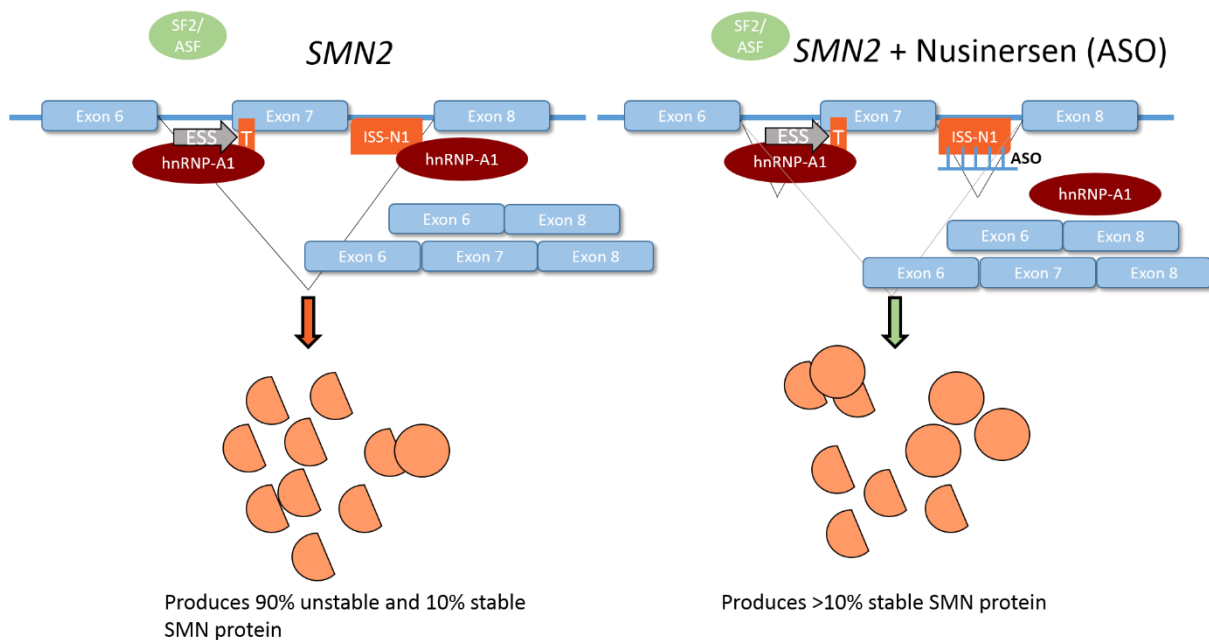 SF2/
ASF
SMN2
Exon 6
Exon 7
Exon 8
ESS
T
ISS-N1
hnRNP-A1
hnRNP-A1
Exon 6
Exon 8
Exon 6
Exon 7
Exon 8
Produces 90% unstable and 10% stable
SMN protein
SF2/
ASF
SMN2 + Nusinersen (ASO)
Exon 6
Exon 7
Exon 8
ESS
T
ISS-N1
hnRNP-A1
ASO
hnRNP-A1
Exon 6
Exon 8
Exon 6
Exon 7
Exon 8
Produces >10% stable SMN protein